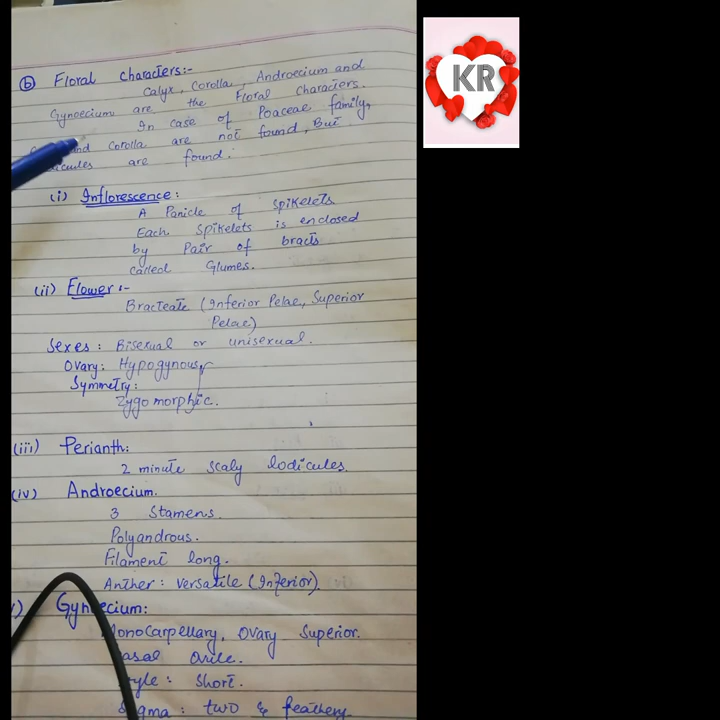 (b) Floral characters:-
Calyx, Corolla, Androecium and
Gynoecium are the Floral characters.
In case of Poaceae family,
and corolla are not found, But
are found.
(i) Inflorescence:
A Panicle of Spikelets
Each Spikelets is enclosed
by Pair of bracts
called Glumes.
(ii) Flower:-
Bracteate (Inferior Pelae, Superior
Pelae)
Sexes: Bisexual or unisexual.
Ovary: Hypogynous,
Symmetry:
Zygomorphic.
(iii) Perianth:
2 minute scaly lodicules.
(iv) Androecium.
3 Stamens.
Polyandrous.
Filament long.
Anther: versatile (Inferior).
Gynoecium:
Monocarpellary, Ovary Superior.
Style: short.
two & feathery
KR